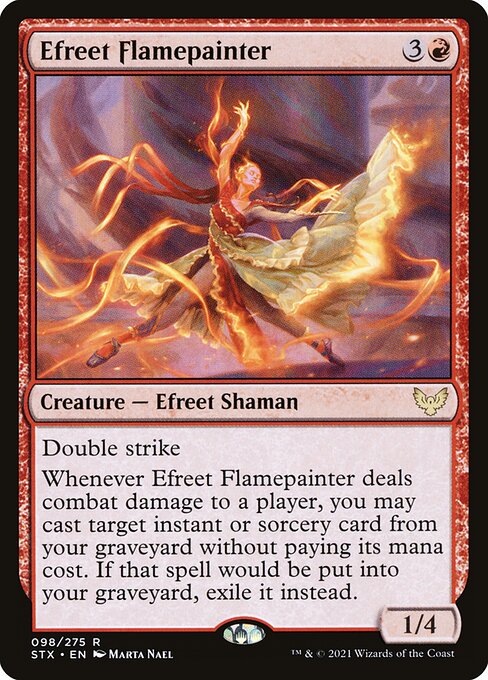 Efreet Flamepainter 3
Creature — Efreet Shaman
Double strike
Whenever Efreet Flamepainter deals
combat damage to a player, you may
cast target instant or sorcery card from
your graveyard without paying its mana
cost. If that spell would be put into
your graveyard, exile it instead.
1/4
098/275 R
STX • EN Marta Nael
™ & © 2021 Wizards of the Coast